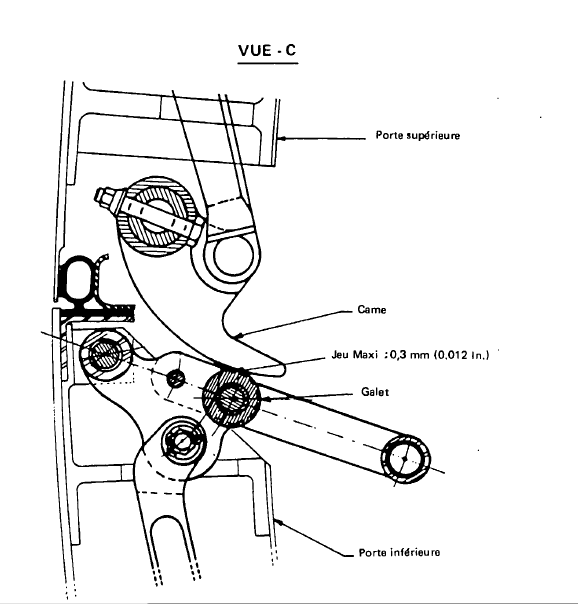 VUE - C
Porte supérieure
Came
Jeu Maxi : 0,3 mm (0.012 In.)
Galet
Porte inférieure